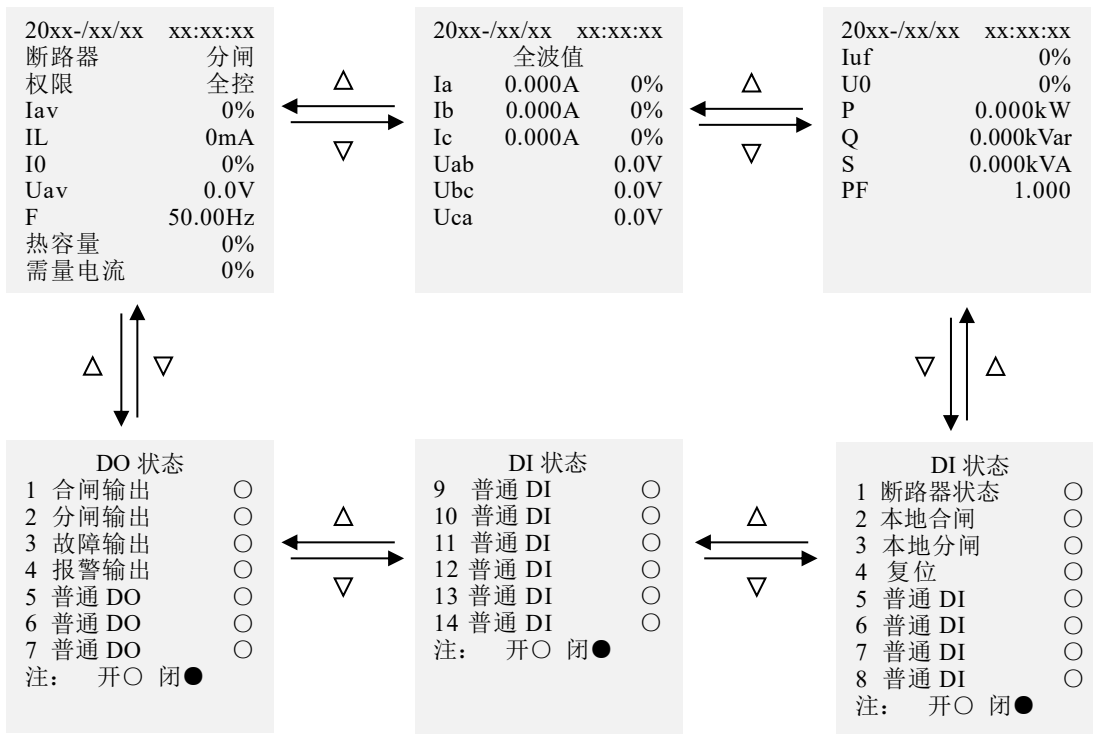 20xx-/xx/xx xx:xx:xx
断路器 分闸
权限 全控
Iav 0%
IL 0mA
I0 0%
Uav 0.0V
F 50.00Hz
热容量 0%
需量电流 0%
△
▽
20xx-/xx/xx xx:xx:xx
全波值
Ia 0.000A 0%
Ib 0.000A 0%
Ic 0.000A 0%
Uab 0.0V
Ubc 0.0V
Uca 0.0V
△
▽
20xx-/xx/xx xx:xx:xx
Iuf 0%
U0 0%
P 0.000kW
Q 0.000kVar
S 0.000kVA
PF 1.000
△ ▽
▽ △
DO 状态
1 合闸输出 ○
2 分闸输出 ○
3 故障输出 ○
4 报警输出 ○
5 普通 DO ○
6 普通 DO ○
7 普通 DO ○
注： 开○ 闭●
△
▽
DI 状态
9 普通 DI ○
10 普通 DI ○
11 普通 DI ○
12 普通 DI ○
13 普通 DI ○
14 普通 DI ○
注： 开○ 闭●
△
▽
DI 状态
1 断路器状态 ○
2 本地合闸 ○
3 本地分闸 ○
4 复位 ○
5 普通 DI ○
6 普通 DI ○
7 普通 DI ○
8 普通 DI ○
注： 开○ 闭●